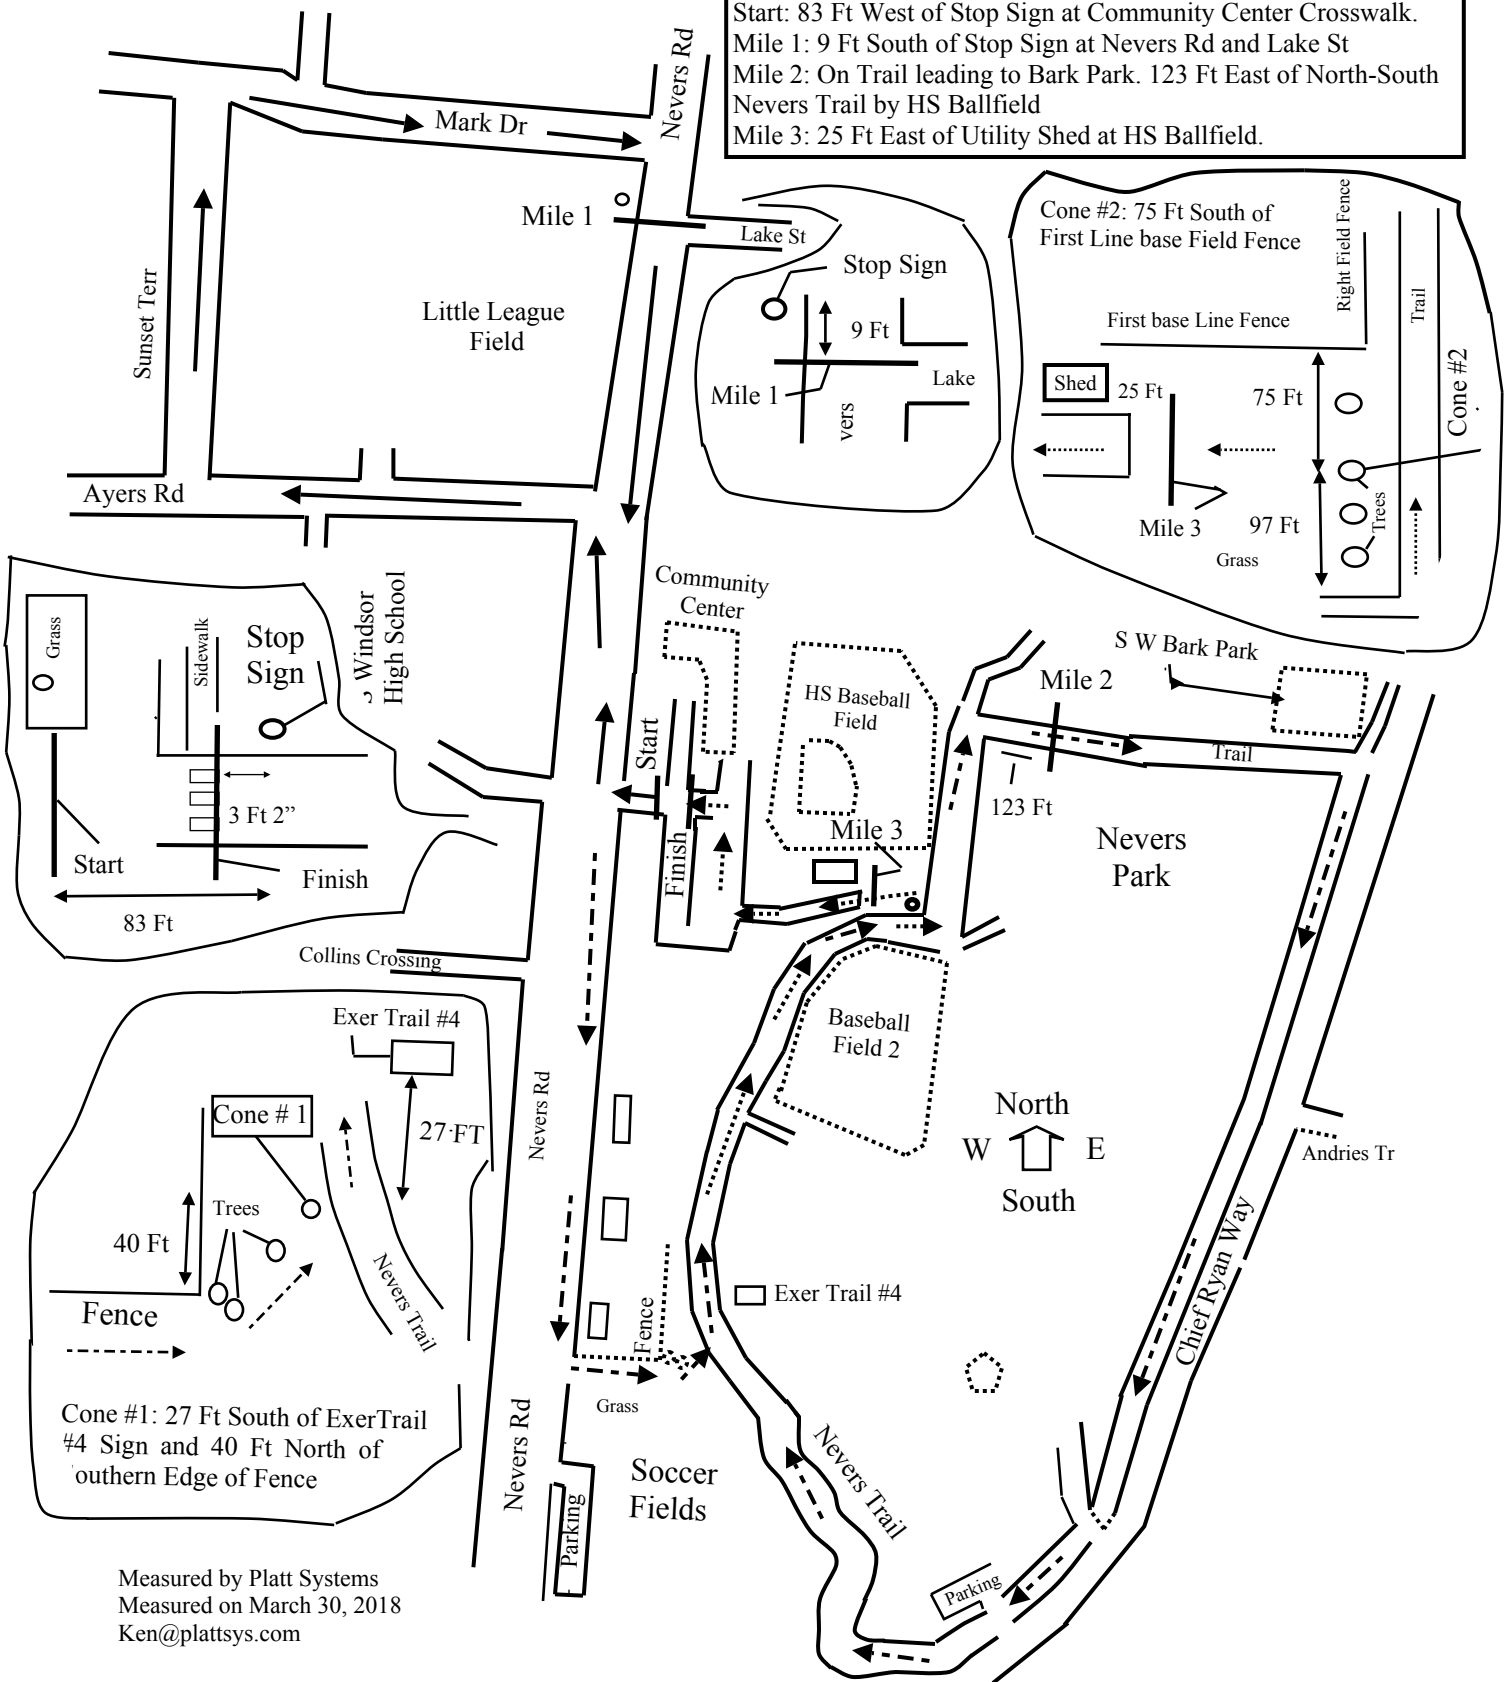 Start: 83 Ft West of Stop Sign at Community Center Crosswalk.
Mile 1: 9 Ft South of Stop Sign at Nevers Rd and Lake St
Mile 2: On Trail leading to Bark Park. 123 Ft East of North-South
Nevers Trail by HS Ballfield
Mile 3: 25 Ft East of Utility Shed at HS Ballfield.
Nevers Rd
Mark Dr
Mile 1
Lake St
Sunset Terr
Little League
Field
Ayers Rd
Stop Sign
9 Ft
Lake
Mile 1
vers
Cone #2: 75 Ft South of
First Line base Field Fence
Right Field Fence
Trail
First base Line Fence
Cone #2
Shed
25 Ft
75 Ft
Mile 3
97 Ft
Trees
Grass
Grass
Sidewalk
Stop
Sign
Windsor
High School
3 Ft 2”
Start
Finish
83 Ft
Community
Center
Start
Finish
HS Baseball
Field
S W Bark Park
Mile 2
Trail
123 Ft
Mile 3
Nevers
Park
Collins Crossing
Exer Trail #4
Cone # 1
27 FT
Trees
40 Ft
Fence
Nevers Trail
Cone #1: 27 Ft South of ExerTrail
#4 Sign and 40 Ft North of
outhern Edge of Fence
Nevers Rd
Baseball
Field 2
North
W E
South
Andries Tr
Chief Ryan Way
Exer Trail #4
Fence
Grass
Nevers Rd
Soccer
Fields
Nevers Trail
Parking
Parking
Measured by Platt Systems
Measured on March 30, 2018
Ken@plattsys.com